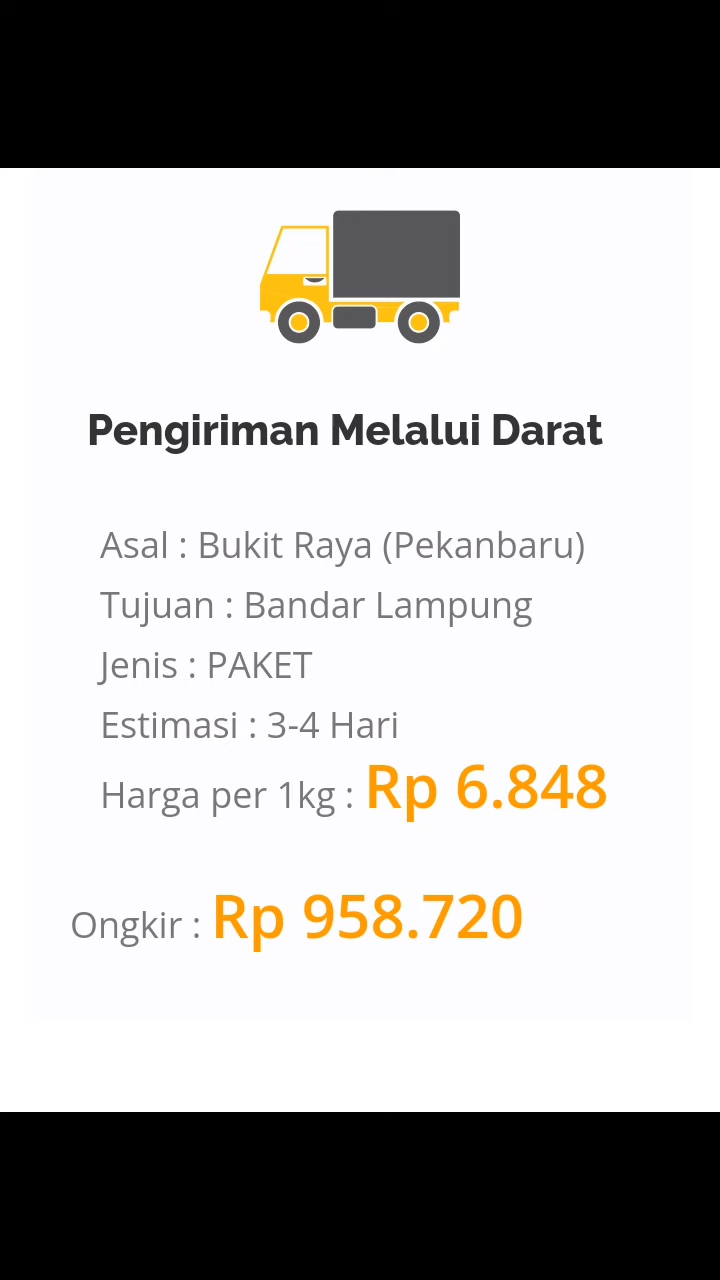 Pengiriman Melalui Darat
Asal : Bukit Raya (Pekanbaru)
Tujuan : Bandar Lampung
Jenis : PAKET
Estimasi : 3-4 Hari
Harga per 1kg : Rp 6.848
Ongkir : Rp 958.720